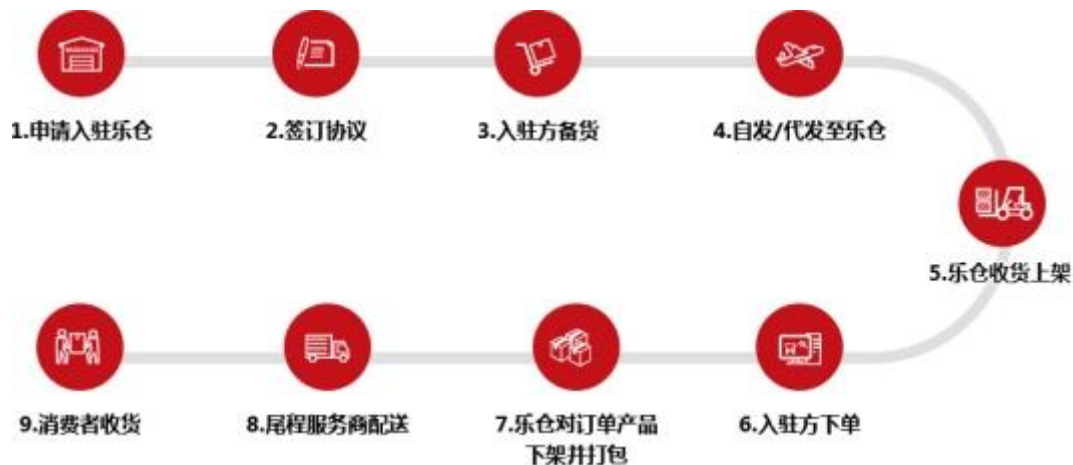 1.申请入驻乐仓
2.签订协议
3.入驻方备货
4.自发/代发至乐仓
5.乐仓收货上架
6.入驻方下单
7.乐仓对订单产品
下架并打包
8.尾程服务商配送
9.消费者收货